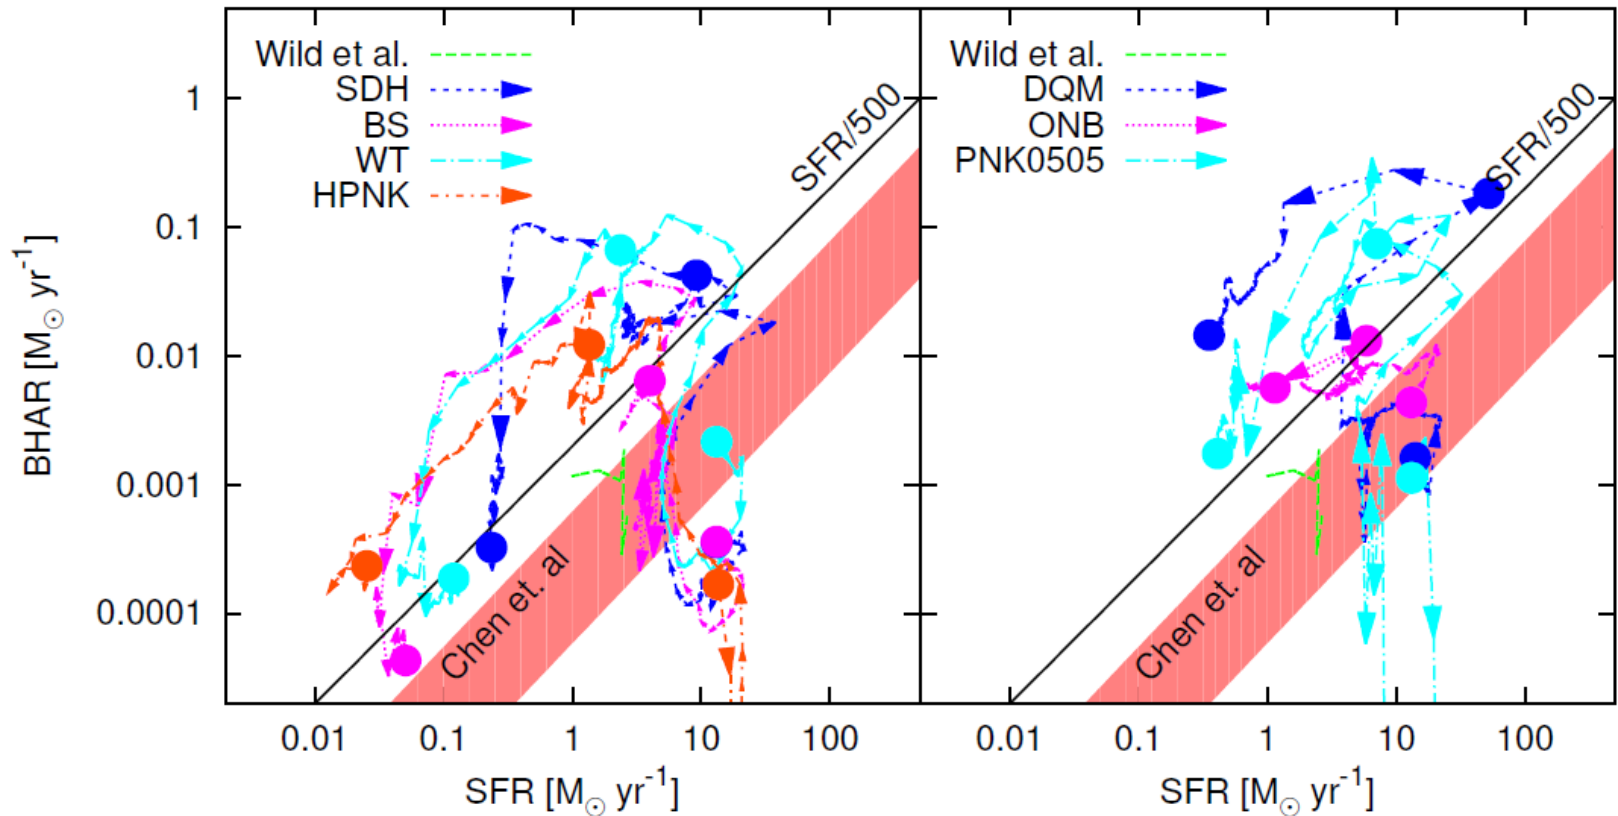 Wild et al.
SDH
BS
WT
HPNK
SFR/500
Chen et. al
1
0.1
0.01
0.001
0.0001
BHAR [M☉ yr⁻¹]
0.01 0.1 1 10 100
SFR [M☉ yr⁻¹]
Wild et al.
DQM
ONB
PNK0505
SFR/500
Chen et. al
0.01 0.1 1 10 100
SFR [M☉ yr⁻¹]